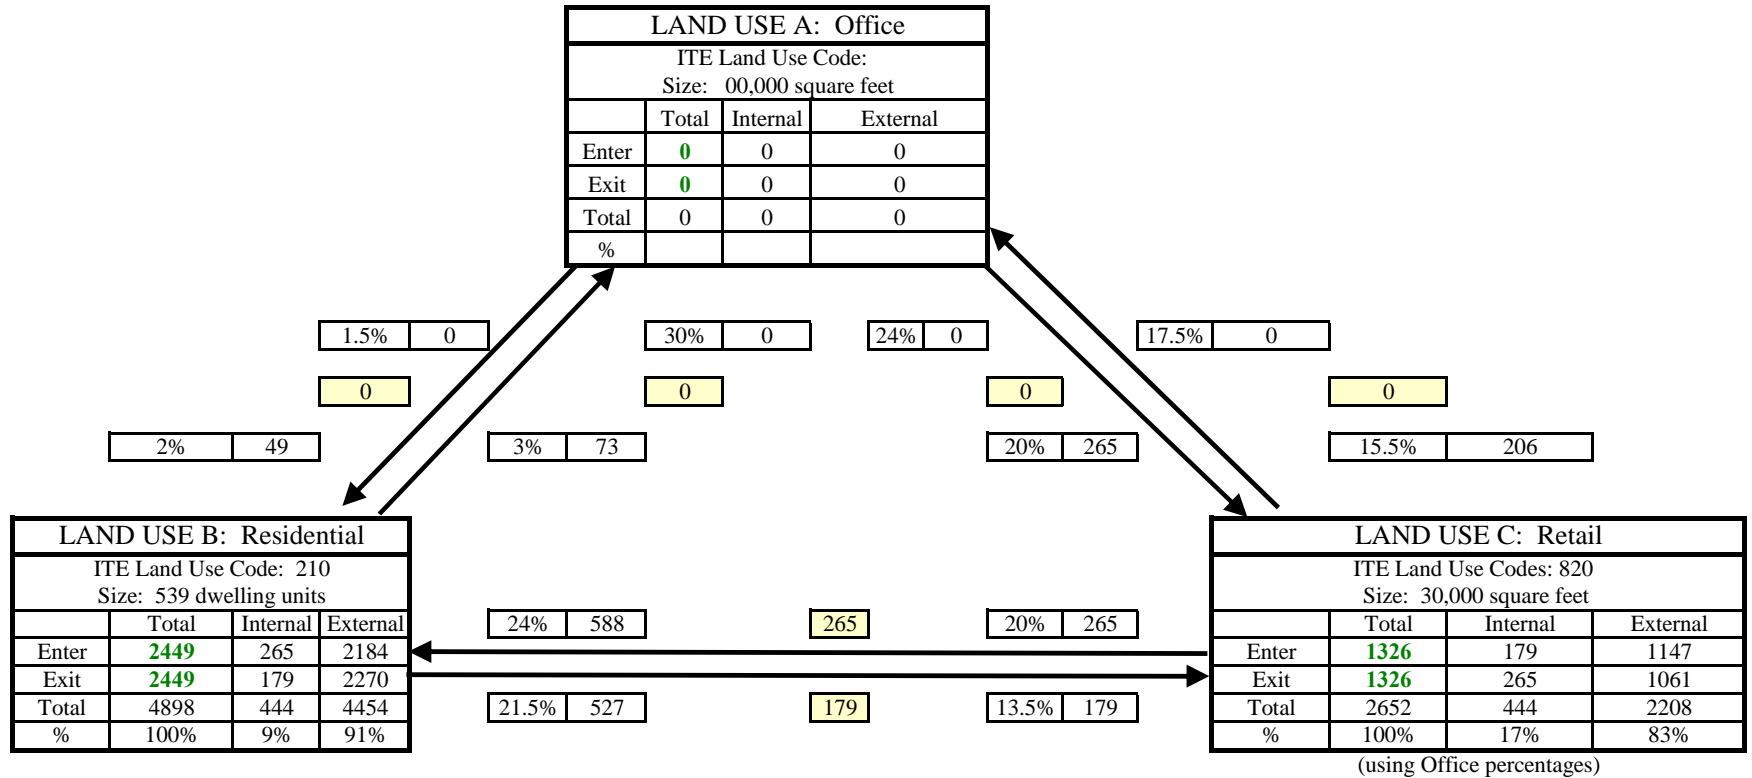 LAND USE A: Office
ITE Land Use Code:
Size: 00,000 square feet
Total Internal External
Enter 0 0 0
Exit 0 0 0
Total 0 0 0
%
1.5% 0 30% 0 24% 0 17.5% 0
0 0 0 0
2% 49 3% 73 20% 265 15.5% 206
LAND USE B: Residential
ITE Land Use Code: 210
Size: 539 dwelling units
Total Internal External
Enter 2449 265 2184
Exit 2449 179 2270
Total 4898 444 4454
% 100% 9% 91%
24% 588 265 20% 265
21.5% 527 179 13.5% 179
LAND USE C: Retail
ITE Land Use Codes: 820
Size: 30,000 square feet
Total Internal External
Enter 1326 179 1147
Exit 1326 265 1061
Total 2652 444 2208
% 100% 17% 83%
(using Office percentages)